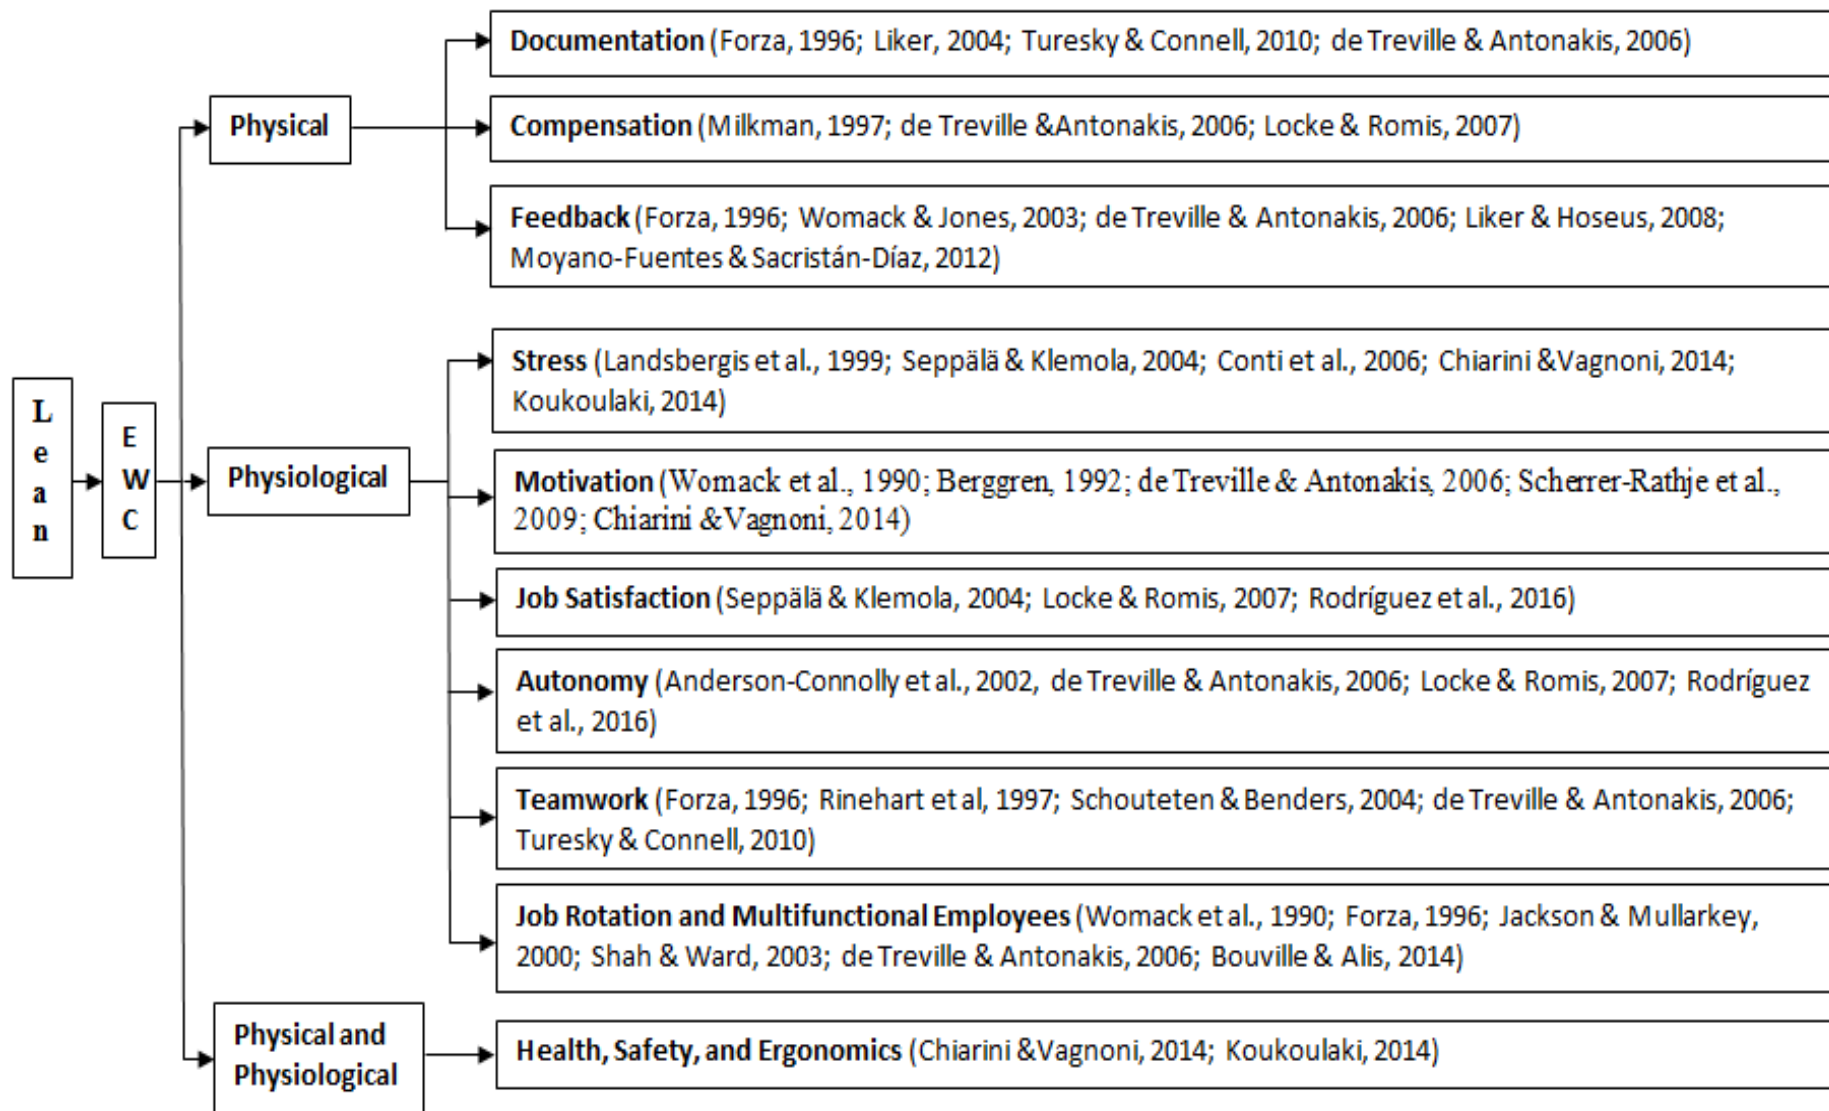 Lean
EWC
Physical
Documentation (Forza, 1996; Liker, 2004; Turesky & Connell, 2010; de Treville & Antonakis, 2006)
Compensation (Milkman, 1997; de Treville &Antonakis, 2006; Locke & Romis, 2007)
Feedback (Forza, 1996; Womack & Jones, 2003; de Treville & Antonakis, 2006; Liker & Hoseus, 2008;
Moyano-Fuentes & Sacristán-Díaz, 2012)
Physiological
Stress (Landsbergis et al., 1999; Seppälä & Klemola, 2004; Conti et al., 2006; Chiarini &Vagnoni, 2014;
Koukoulaki, 2014)
Motivation (Womack et al., 1990; Berggren, 1992; de Treville & Antonakis, 2006; Scherrer-Rathje et al.,
2009; Chiarini &Vagnoni, 2014)
Job Satisfaction (Seppälä & Klemola, 2004; Locke & Romis, 2007; Rodríguez et al., 2016)
Autonomy (Anderson-Connolly et al., 2002, de Treville & Antonakis, 2006; Locke & Romis, 2007; Rodríguez
et al., 2016)
Teamwork (Forza, 1996; Rinehart et al, 1997; Schouteten & Benders, 2004; de Treville & Antonakis, 2006;
Turesky & Connell, 2010)
Job Rotation and Multifunctional Employees (Womack et al., 1990; Forza, 1996; Jackson & Mullarkey,
2000; Shah & Ward, 2003; de Treville & Antonakis, 2006; Bouville & Alis, 2014)
Physical and
Physiological
Health, Safety, and Ergonomics (Chiarini &Vagnoni, 2014; Koukoulaki, 2014)